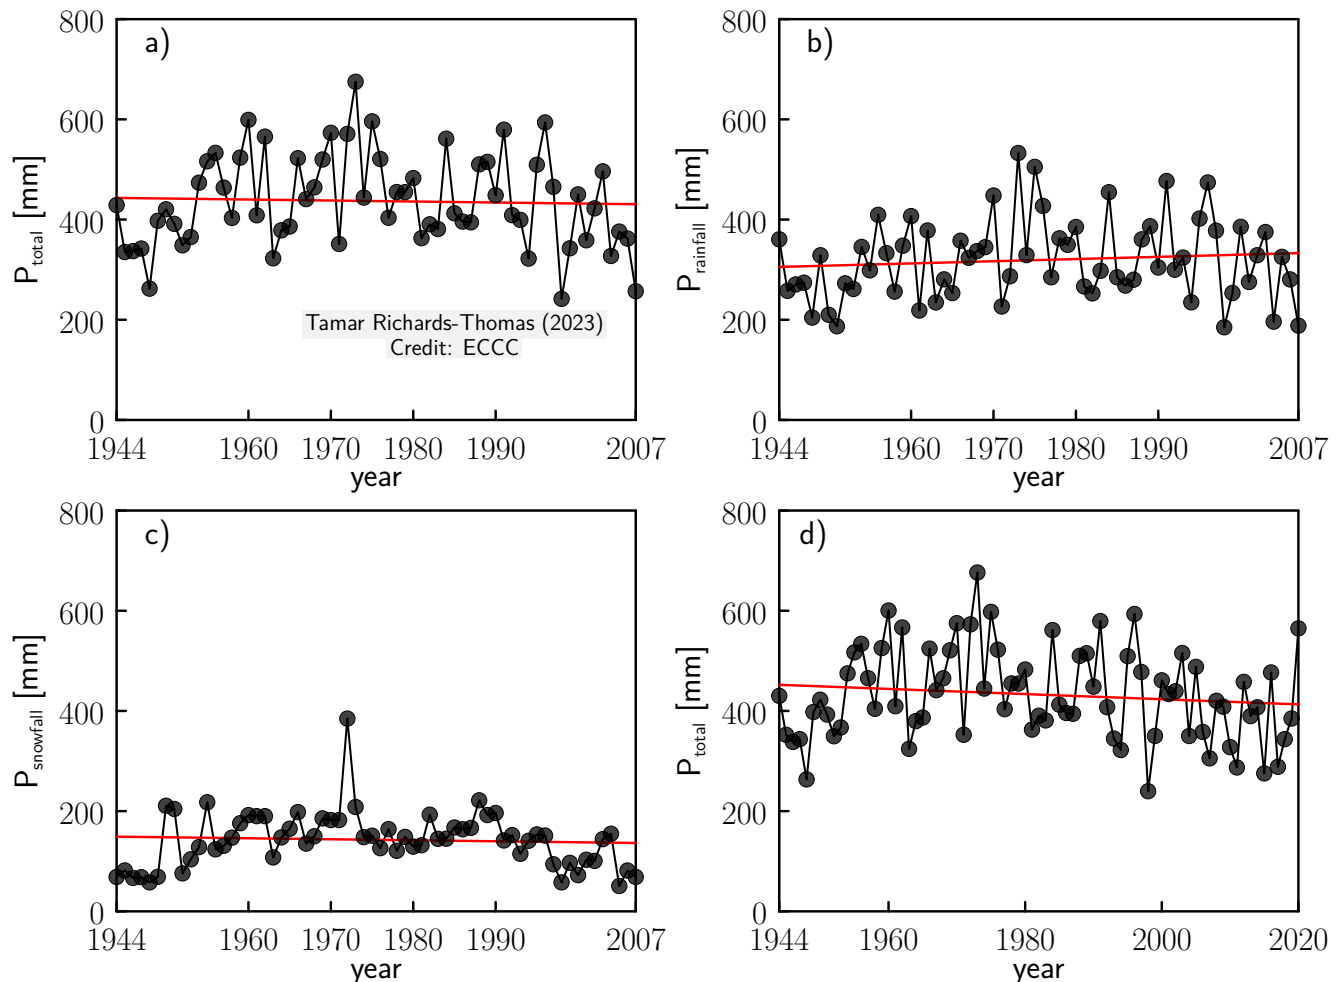 a)
800
600
400
200
0
P_total [mm]
1944 1960 1970 1980 1990 2007
year
Tamar Richards-Thomas (2023)
Credit: ECCC
b)
800
600
400
200
0
P_rainfall [mm]
1944 1960 1970 1980 1990 2007
year
c)
800
600
400
200
0
P_snowfall [mm]
1944 1960 1970 1980 1990 2007
year
d)
800
600
400
200
0
P_total [mm]
1944 1960 1980 2000 2020
year